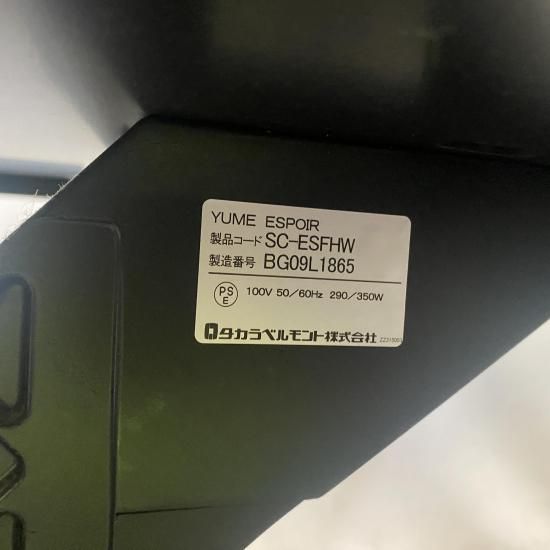 YUME ESPOIR
製品コード SC-ESFHW
製造番号 BG09L1865
PS E 100V 50/60Hz 290/350W
タカラベルモント株式会社